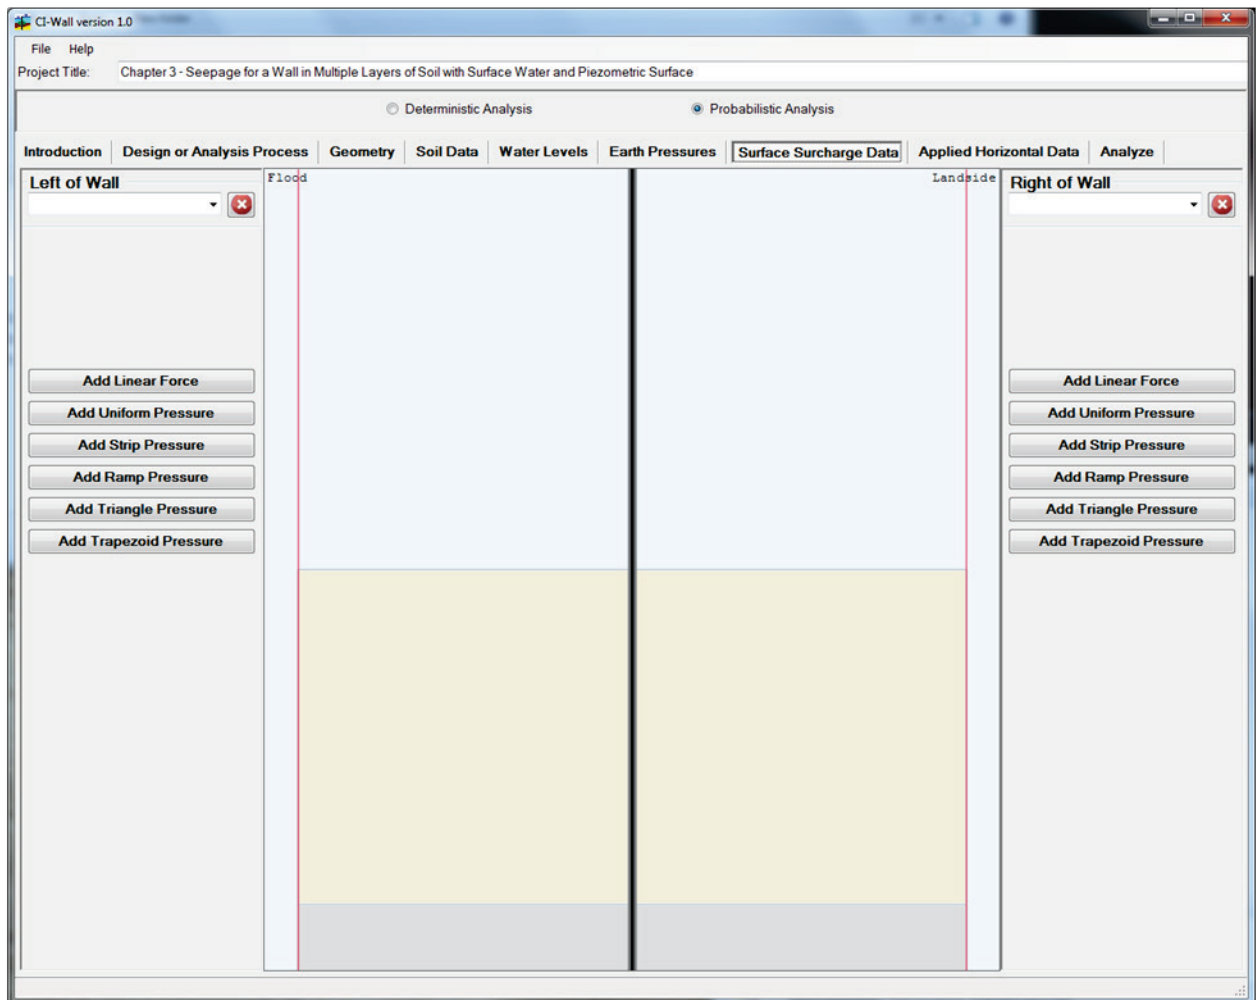 CI-Wall version 1.0
File Help
Project Title: Chapter 3 - Seepage for a Wall in Multiple Layers of Soil with Surface Water and Piezometric Surface
Deterministic Analysis Probabilistic Analysis
Introduction Design or Analysis Process Geometry Soil Data Water Levels Earth Pressures Surface Surcharge Data Applied Horizontal Data Analyze
Left of Wall Flood Landside Right of Wall
Add Linear Force Add Linear Force
Add Uniform Pressure Add Uniform Pressure
Add Strip Pressure Add Strip Pressure
Add Ramp Pressure Add Ramp Pressure
Add Triangle Pressure Add Triangle Pressure
Add Trapezoid Pressure Add Trapezoid Pressure